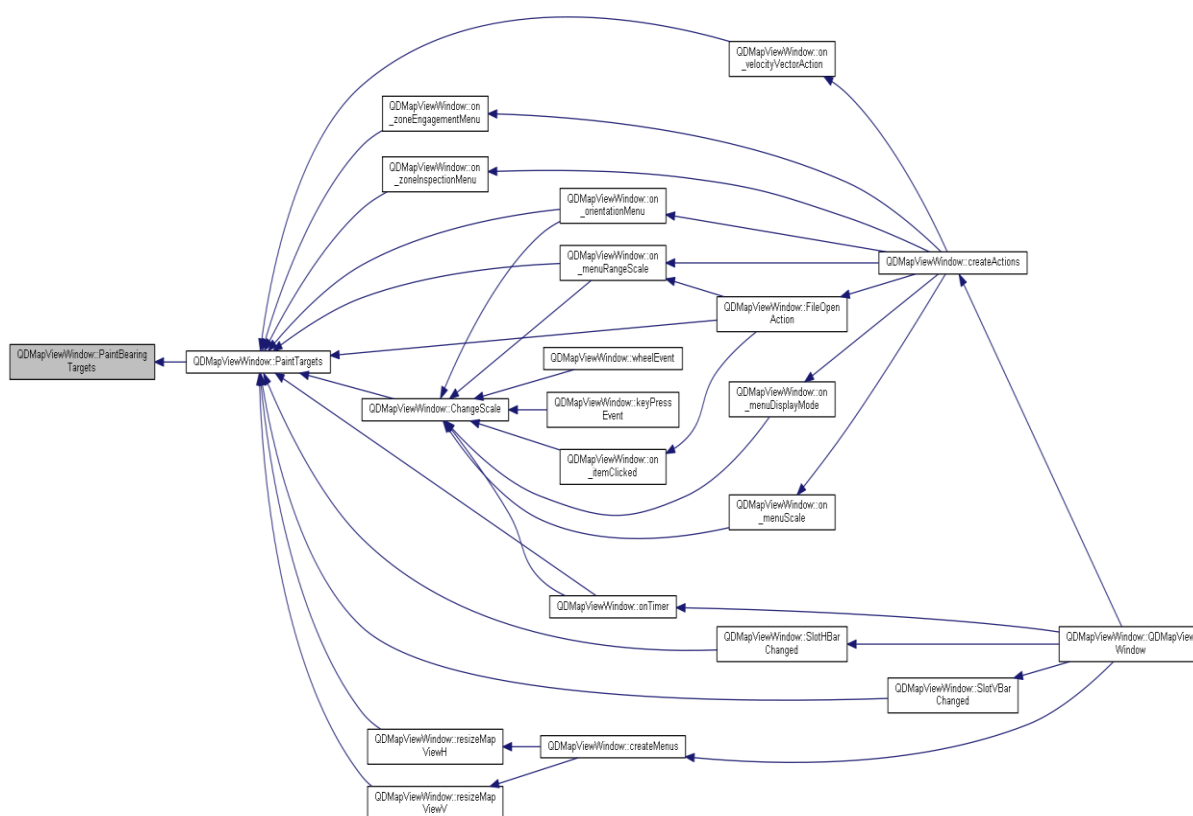 QDMapViewWindow::on
_velocityVectorAction
QDMapViewWindow::on
_zoneEngagementMenu
QDMapViewWindow::on
_zoneInspectionMenu
QDMapViewWindow::on
_orientationMenu
QDMapViewWindow::on
_menuRangeScale
QDMapViewWindow::createActions
QDMapViewWindow::FileOpen
Action
QDMapViewWindow::PaintBearing
Targets
QDMapViewWindow::PaintTargets
QDMapViewWindow::wheelEvent
QDMapViewWindow::ChangeScale
QDMapViewWindow::keyPress
Event
QDMapViewWindow::on
_menuDisplayMode
QDMapViewWindow::on
_itemClicked
QDMapViewWindow::on
_menuScale
QDMapViewWindow::onTimer
QDMapViewWindow::SlotHBar
Changed
QDMapViewWindow::QDMapView
Window
QDMapViewWindow::SlotVBar
Changed
QDMapViewWindow::resizeMap
ViewH
QDMapViewWindow::createMenus
QDMapViewWindow::resizeMap
ViewV